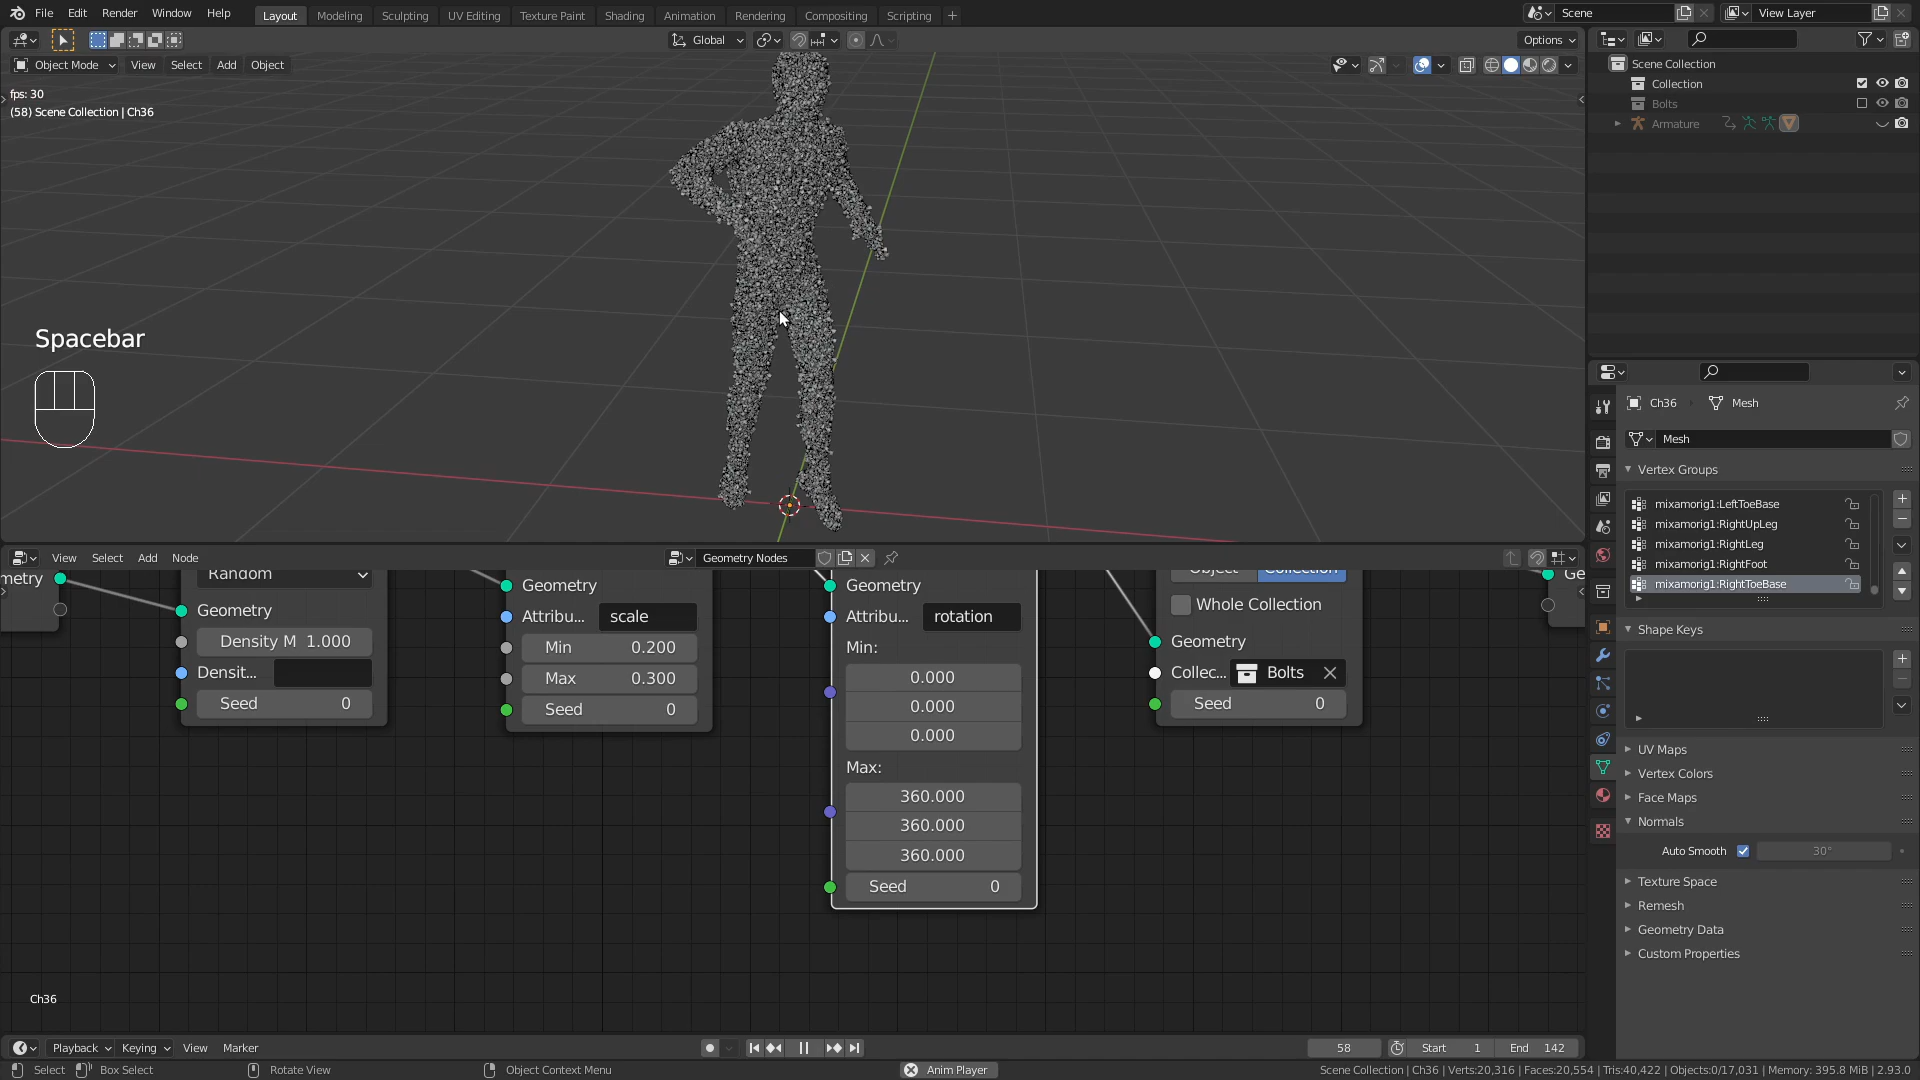 File Edit Render Window Help Layout Modeling Sculpting UV Editing Texture Paint Shading Animation Rendering Compositing Scripting + Scene View Layer
Global Options
Object Mode View Select Add Object
fps: 30
(58) Scene Collection | Ch36
Spacebar
Scene Collection
Collection
Bolts
Armature
View Select Add Node Geometry Nodes
metry
Random
Geometry
Density M 1.000
Densit...
Seed 0
Geometry
Attribu... scale
Min 0.200
Max 0.300
Seed 0
Geometry
Attribu... rotation
Min:
0.000
0.000
0.000
Max:
360.000
360.000
360.000
Seed 0
Object Collection
Whole Collection
Geometry
Collec... Bolts
Seed 0
Ge
Ch36
Ch36 Mesh
Mesh
Vertex Groups
mixamorig1:LeftToeBase
mixamorig1:RightUpLeg
mixamorig1:RightLeg
mixamorig1:RightFoot
mixamorig1:RightToeBase
Shape Keys
UV Maps
Vertex Colors
Face Maps
Normals
Auto Smooth 30°
Texture Space
Remesh
Geometry Data
Custom Properties
Playback Keying View Marker 58 Start 1 End 142
Select Box Select Rotate View Object Context Menu Anim Player Scene Collection | Ch36 | Verts:20,316 | Faces:20,554 | Tris:40,422 | Objects:0/17,031 | Memory: 395.8 MiB | 2.93.0